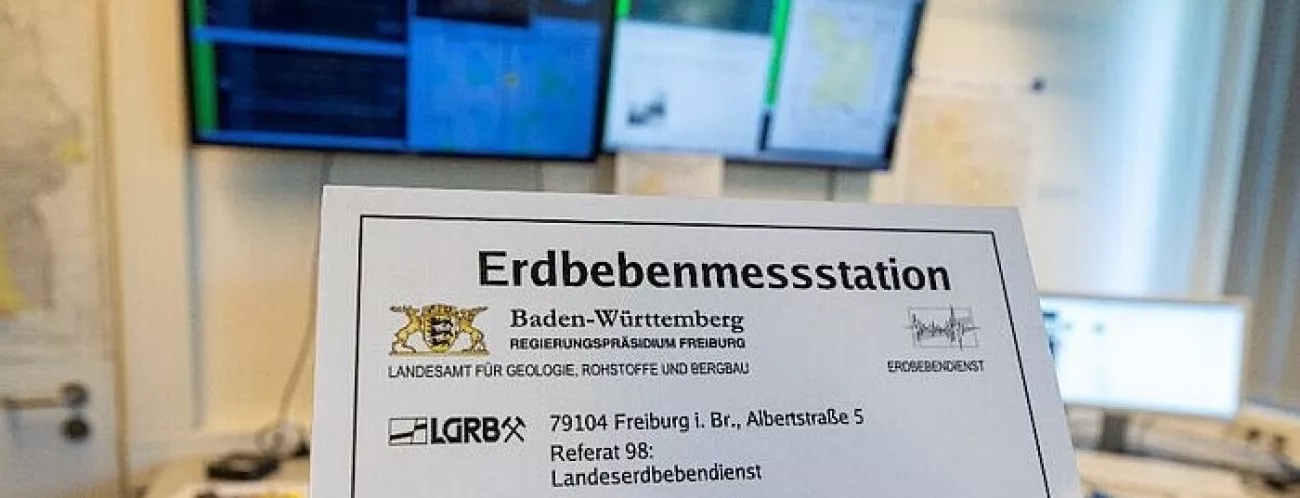 Erdbebenmessstation
Baden-Württemberg
REGIERUNGSPRÄSIDIUM FREIBURG
LANDESAMT FÜR GEOLOGIE, ROHSTOFFE UND BERGBAU
ERDBEBENDIENST
LGRB
79104 Freiburg i. Br., Albertstraße 5
Referat 98:
Landeserdbebendienst